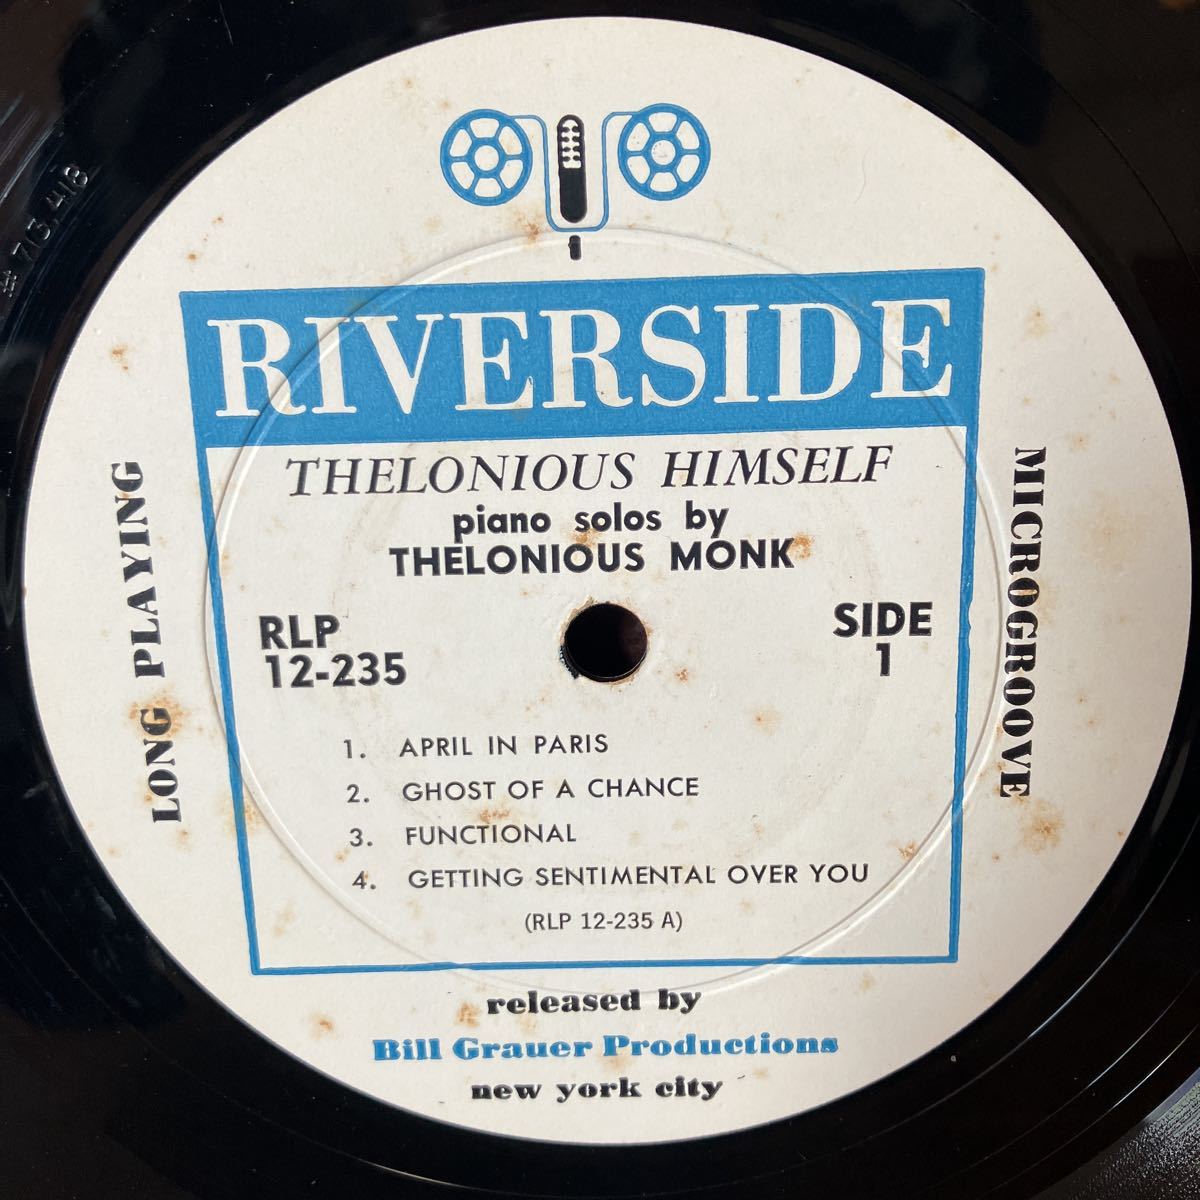 RIVERSIDE
THELONIOUS HIMSELF
piano solos by
THELONIOUS MONK
RLP
12-235
SIDE
1
1. APRIL IN PARIS
2. GHOST OF A CHANCE
3. FUNCTIONAL
4. GETTING SENTIMENTAL OVER YOU
(RLP 12-235 A)
LONG PLAYING
MICROGROOVE
released by
Bill Grauer Productions
new york city